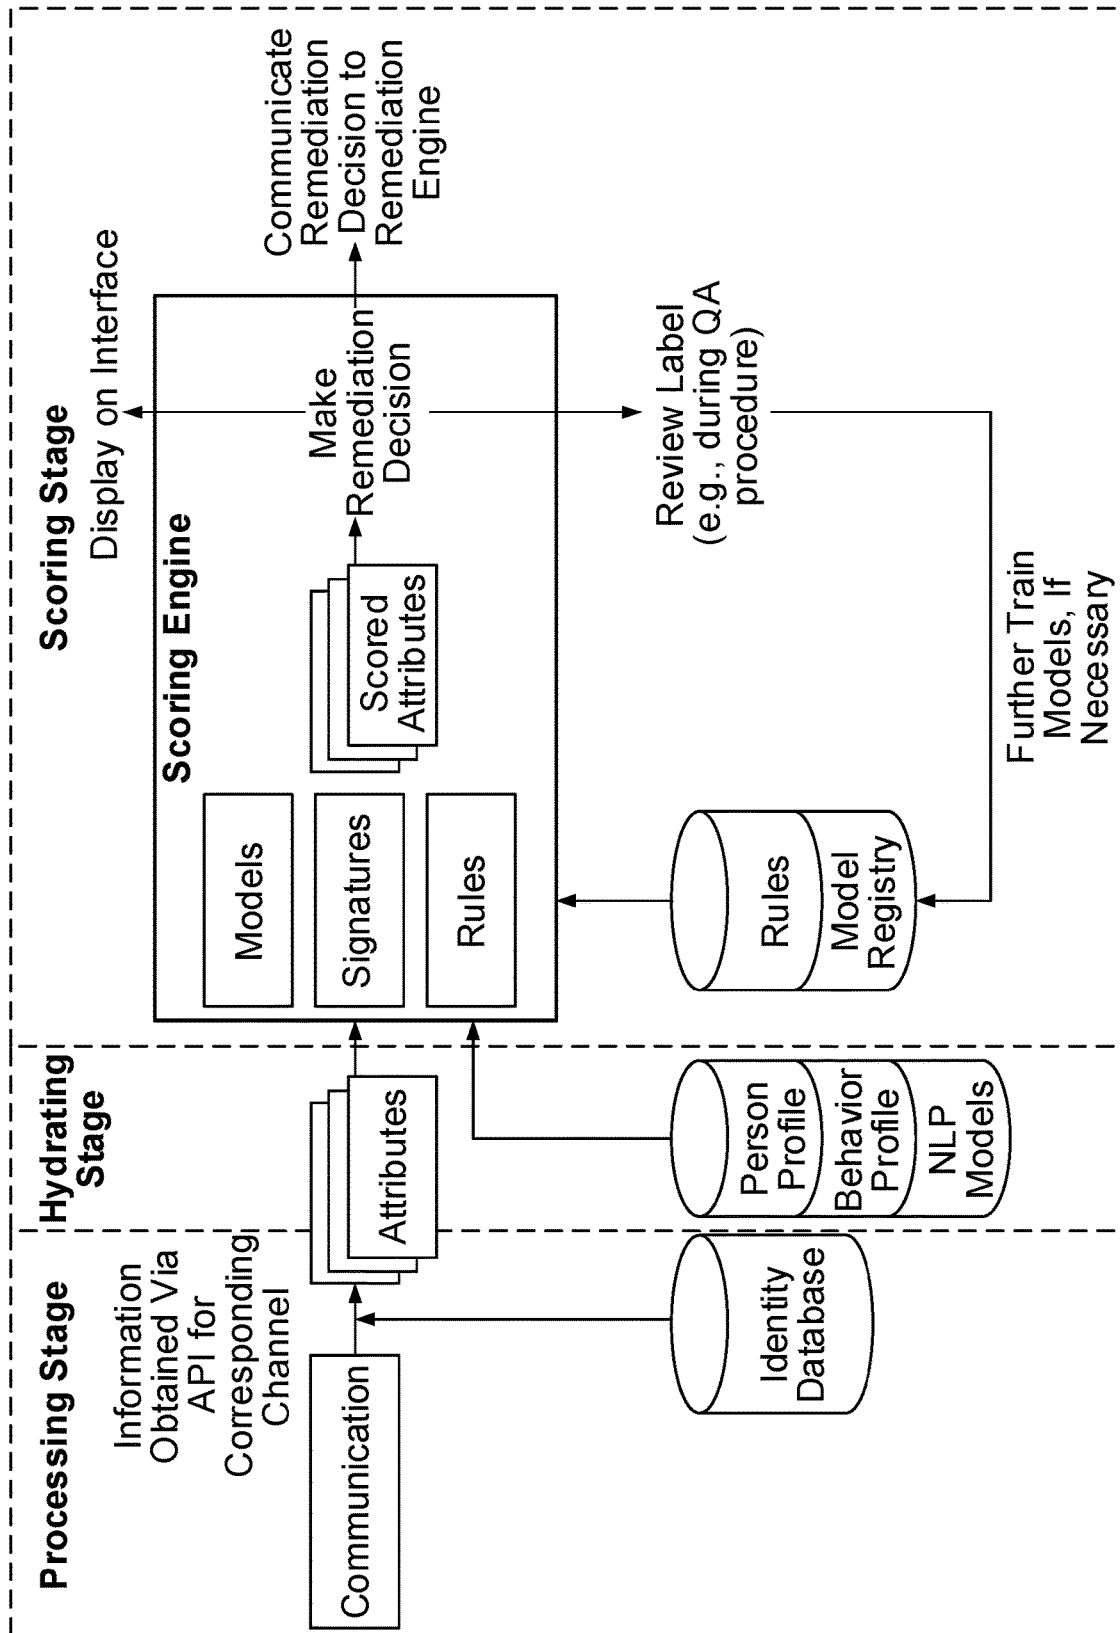 Processing Stage
Information
Obtained Via
API for
Corresponding
Channel
Communication
Identity
Database
Hydrating
Stage
Attributes
Person
Profile
Behavior
Profile
NLP
Models
Scoring Stage
Display on Interface
Scoring Engine
Models
Signatures
Rules
Scored
Attributes
Make
Remediation
Decision
Communicate
Remediation
Decision to
Remediation
Engine
Review Label
(e.g., during QA
procedure)
Rules
Model
Registry
Further Train
Models, If
Necessary